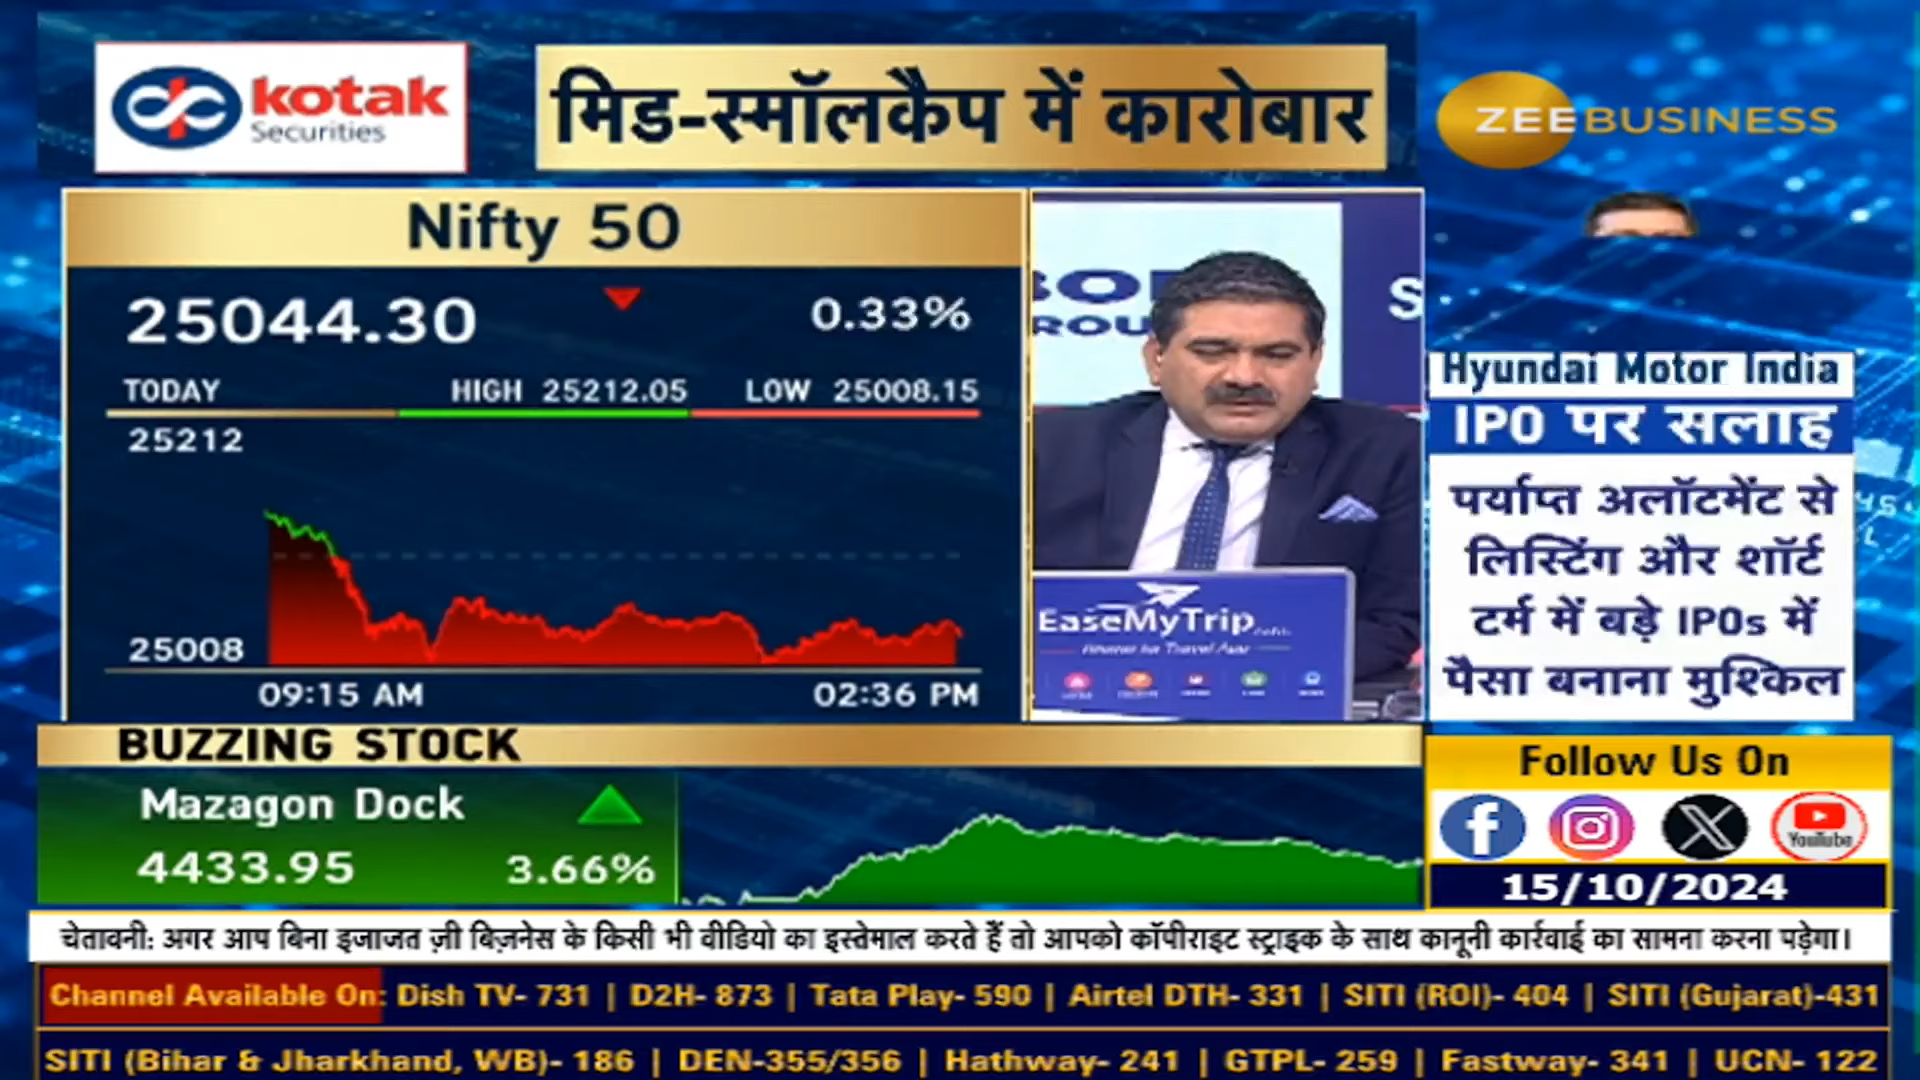 kotak
Securities
मिड-स्मॉलकैप में कारोबार
ZEEBUSINESS
Nifty 50
25044.30
0.33%
TODAY
HIGH 25212.05
LOW 25008.15
25212
25008
09:15 AM
02:36 PM
S
EaseMyTrip
Hyundai Motor India
IPO पर सलाह
पर्याप्त अलॉटमेंट से
लिस्टिंग और शॉर्ट
टर्म में बड़े IPOs में
पैसा बनाना मुश्किल
BUZZING STOCK
Mazagon Dock
4433.95
3.66%
Follow Us On
YouTube
15/10/2024
चेतावनी: अगर आप बिना इजाजत ज़ी बिज़नेस के किसी भी वीडियो का इस्तेमाल करते हैं तो आपको कॉपीराइट स्ट्राइक के साथ कानूनी कार्रवाई का सामना करना पड़ेगा।
Channel Available On: Dish TV- 731 | D2H- 873 | Tata Play- 590 | Airtel DTH- 331 | SITI (ROI)- 404 | SITI (Gujarat)-431
SITI (Bihar & Jharkhand, WB)- 186 | DEN-355/356 | Hathway- 241 | GTPL- 259 | Fastway- 341 | UCN- 122